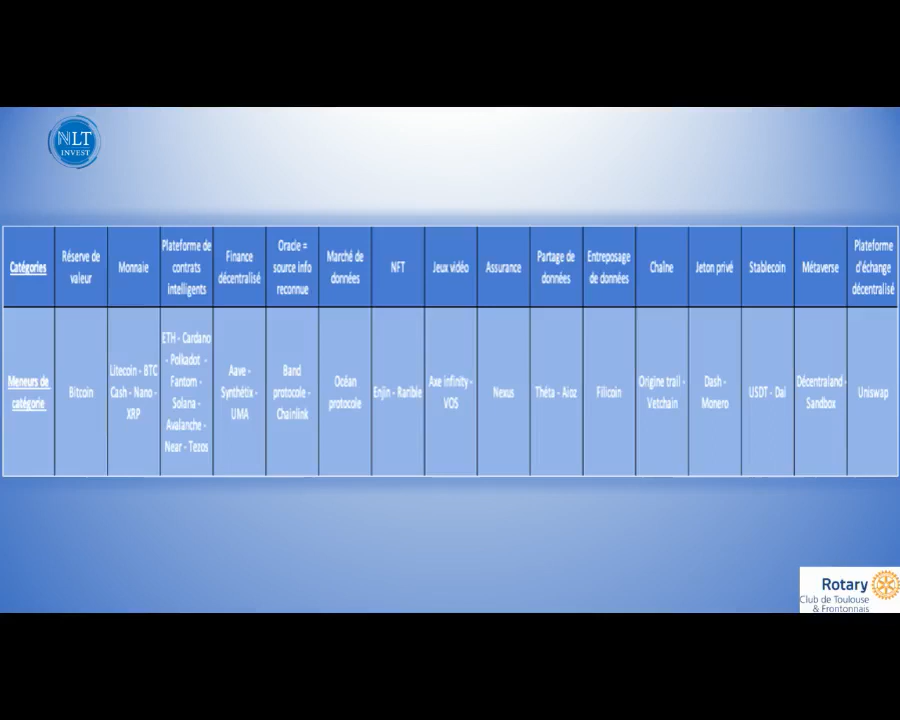 NLT
INVEST
Catégories
Réserve de
valeur
Monnaie
Plateforme de
contrats
intelligents
Finance
décentralisé
Oracle =
source info
reconnue
Marché de
données
NFT
Jeux vidéo
Assurance
Partage de
données
Entreposage
de données
Chaîne
Jeton privé
Stablecoin
Métaverse
Plateforme
d'échange
décentralisé
Meneurs de
catégorie
Bitcoin
Litecoin - BTC
Cash - Nano -
XRP
ETH - Cardano
- Polkadot -
Fantom -
Solana -
Avalanche -
Near - Tezos
Aave -
Synthétix -
UMA
Band
protocole -
Chainlink
Océan
protocole
Enjin - Rarible
Axe infinity -
VOS
Nexus
Théta - Aioz
Filicoin
Origine trail -
Vetchain
Dash -
Monero
USDT - Dai
Décentraland -
Sandbox
Uniswap
Rotary
Club de Toulouse
& Frontonnais